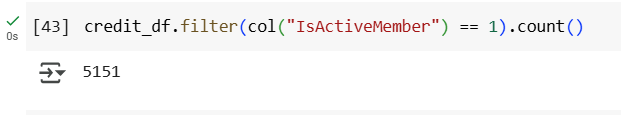 [43] credit_df.filter(col("IsActiveMember") == 1).count()
0s
5151